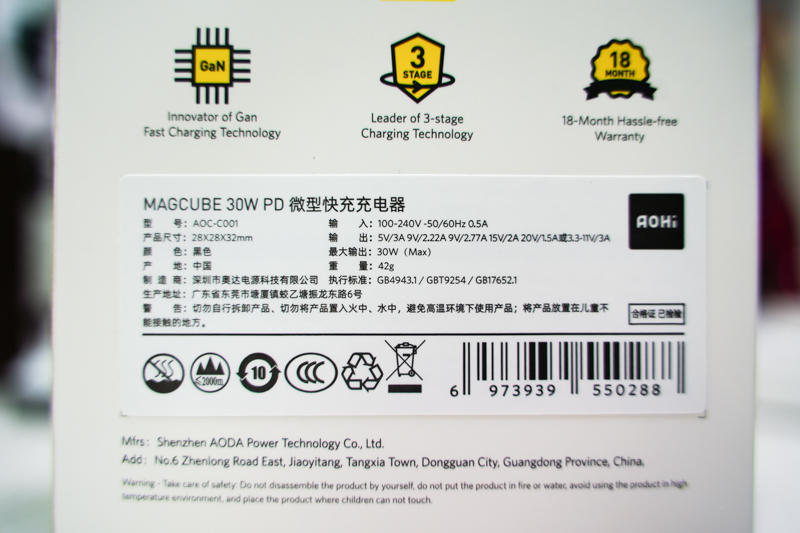 GaN
Innovator of Gan
Fast Charging Technology
3
STAGE
Leader of 3-stage
Charging Technology
18
MONTH
18-Month Hassle-free
Warranty
MAGCUBE 30W PD 微型快充充电器
型 号: AOC-C001
输 入: 100-240V -50/60Hz 0.5A
产品尺寸: 28X28X32mm
输 出: 5V/3A 9V/2.22A 9V/2.77A 15V/2A 20V/1.5A或3.3-11V/3A
颜 色: 黑色
最大输出: 30W (Max)
产 地: 中国
重 量: 42g
制 造 商: 深圳市奥达电源科技有限公司
执行标准: GB4943.1 / GBT9254 / GB17652.1
生产地址: 广东省东莞市塘厦镇蛟乙塘振龙东路6号
警 告: 切勿自行拆卸产品、切勿将产品置入火中、水中，避免高温环境下使用产品；将产品放置在儿童不
能接触的地方。
AOHi
合格证 已检验
≤2000m
10
CCC
6 973939 550288
Mfrs: Shenzhen AODA Power Technology Co., Ltd.
Add: No.6 Zhenlong Road East, Jiaoyitang, Tangxia Town, Dongguan City, Guangdong Province, China.
Warning - Take care of safety: Do not disassemble the product by yourself, do not put the product in fire or water, avoid using the product in high
temperature environment, and place the product where children can not touch.